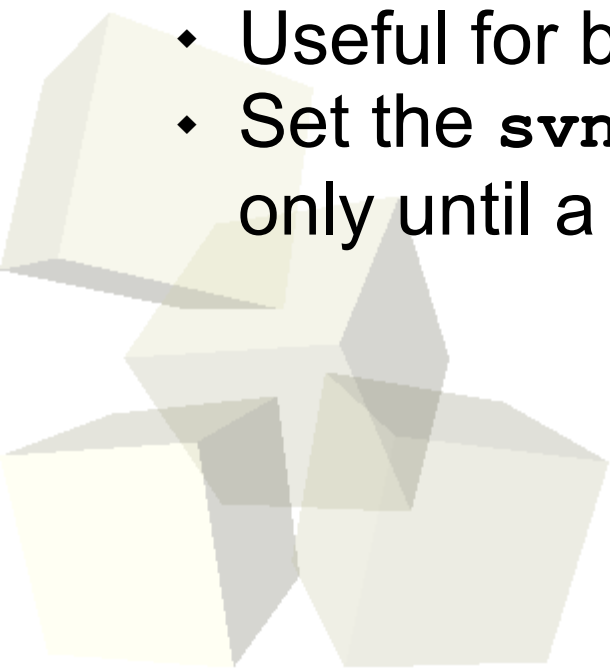 ◆ Useful for b
◆ Set the svn
only until a